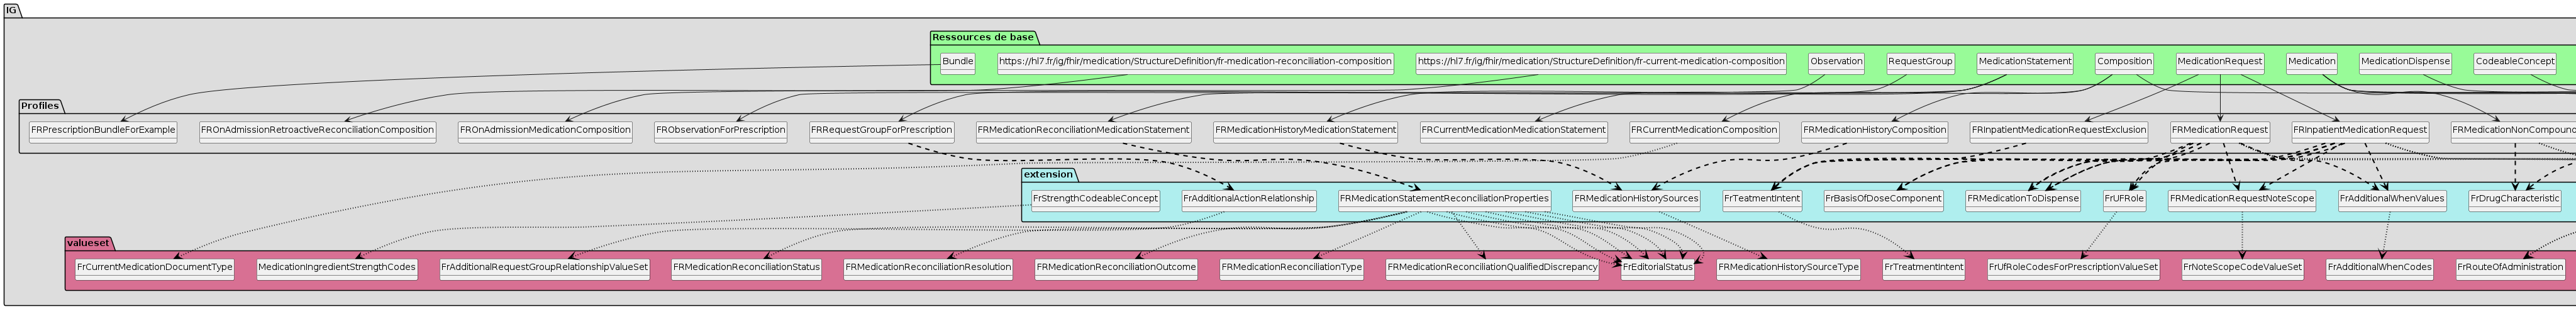 IG
Ressources de base
Bundle
https://hl7.fr/ig/fhir/medication/StructureDefinition/fr-medication-reconciliation-composition
https://hl7.fr/ig/fhir/medication/StructureDefinition/fr-current-medication-composition
Observation
RequestGroup
MedicationStatement
Composition
MedicationRequest
Medication
MedicationDispense
CodeableConcept
Profiles
FRPrescriptionBundleForExample
FROnAdmissionRetroactiveReconciliationComposition
FROnAdmissionMedicationComposition
FRObservationForPrescription
FRRequestGroupForPrescription
FRMedicationReconciliationMedicationStatement
FRMedicationHistoryMedicationStatement
FRCurrentMedicationMedicationStatement
FRCurrentMedicationComposition
FRMedicationHistoryComposition
FRInpatientMedicationRequestExclusion
FRMedicationRequest
FRInpatientMedicationRequest
FRMedicationNonCompound
extension
FrStrengthCodeableConcept
FrAdditionalActionRelationship
FRMedicationStatementReconciliationProperties
FRMedicationHistorySources
FrTeatmentIntent
FrBasisOfDoseComponent
FRMedicationToDispense
FrUFRole
FRMedicationRequestNoteScope
FrAdditionalWhenValues
FrDrugCharacteristic
valueset
FrCurrentMedicationDocumentType
MedicationIngredientStrengthCodes
FrAdditionalRequestGroupRelationshipValueSet
FRMedicationReconciliationStatus
FRMedicationReconciliationResolution
FRMedicationReconciliationOutcome
FRMedicationReconciliationType
FRMedicationReconciliationQualifiedDiscrepancy
FrEditorialStatus
FRMedicationHistorySourceType
FrTreatmentIntent
FrUfRoleCodesForPrescriptionValueSet
FrNoteScopeCodeValueSet
FrAdditionalWhenCodes
FrRouteOfAdministration